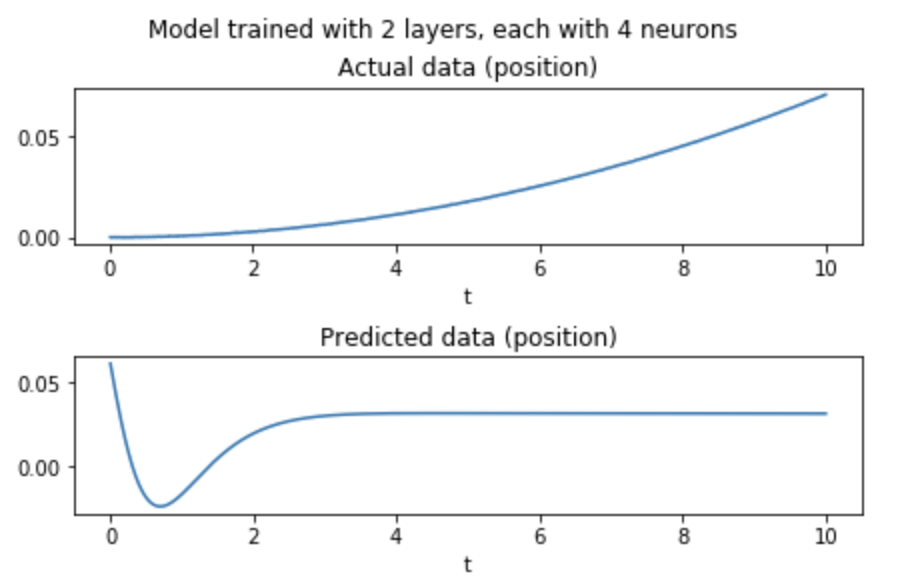 Model trained with 2 layers, each with 4 neurons
Actual data (position)
0.05
0.00
0 2 4 6 8 10
t
Predicted data (position)
0.05
0.00
0 2 4 6 8 10
t